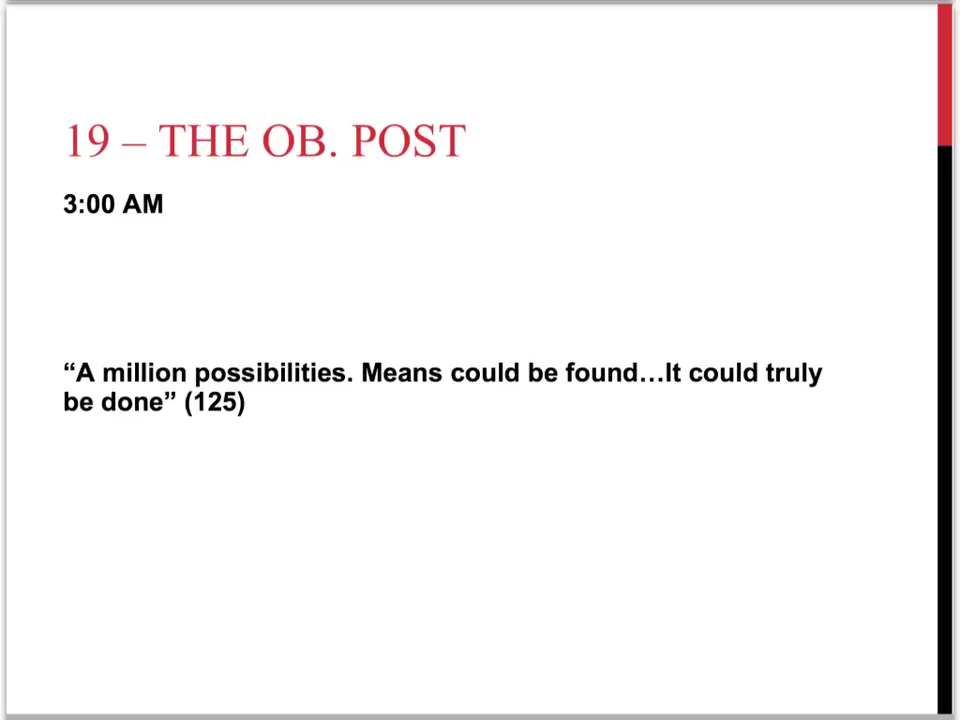 19 – THE OB. POST
3:00 AM
“A million possibilities. Means could be found…It could truly
be done” (125)